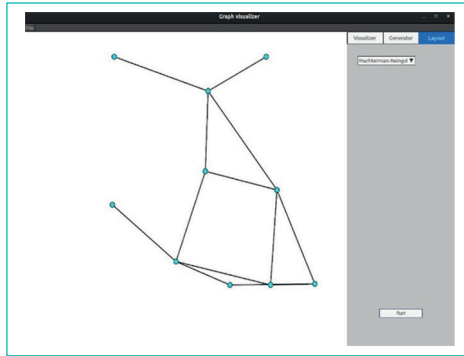 Graph visualizer
File
Visualizer Generator Layout
Fruchterman-Reingol
Run